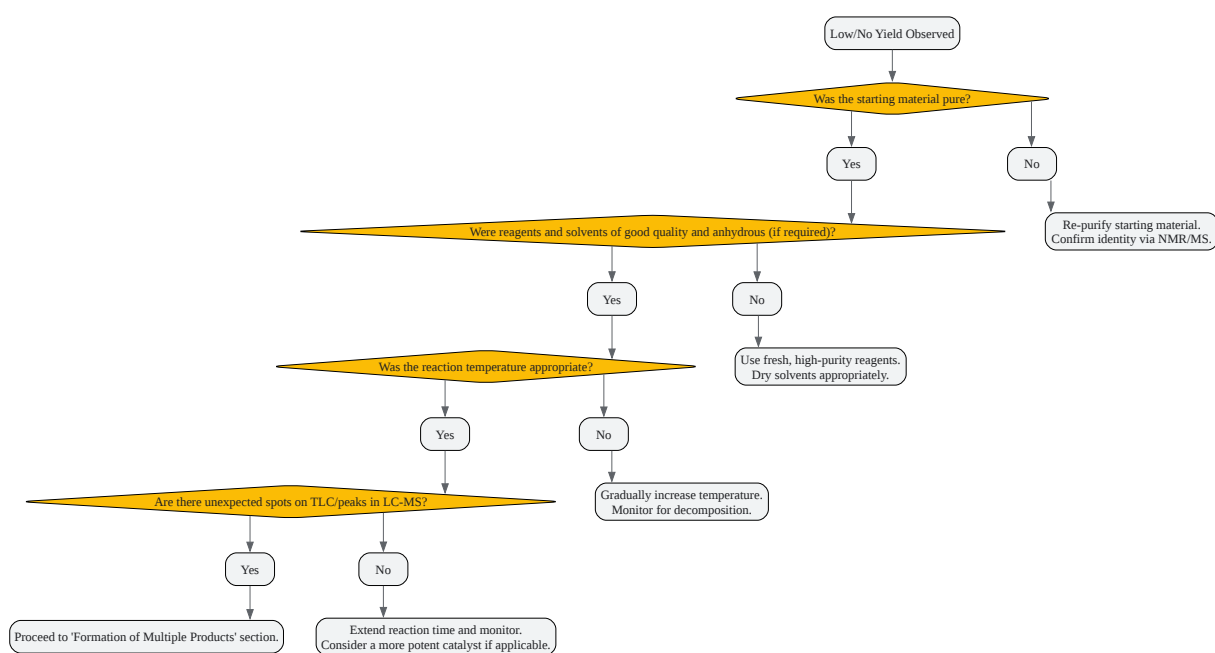 Low/No Yield Observed
Was the starting material pure?
Yes
No
Re-purify starting material.
Confirm identity via NMR/MS.
Were reagents and solvents of good quality and anhydrous (if required)?
Yes
No
Use fresh, high-purity reagents.
Dry solvents appropriately.
Was the reaction temperature appropriate?
Yes
No
Gradually increase temperature.
Monitor for decomposition.
Are there unexpected spots on TLC/peaks in LC-MS?
Yes
No
Proceed to 'Formation of Multiple Products' section.
Extend reaction time and monitor.
Consider a more potent catalyst if applicable.